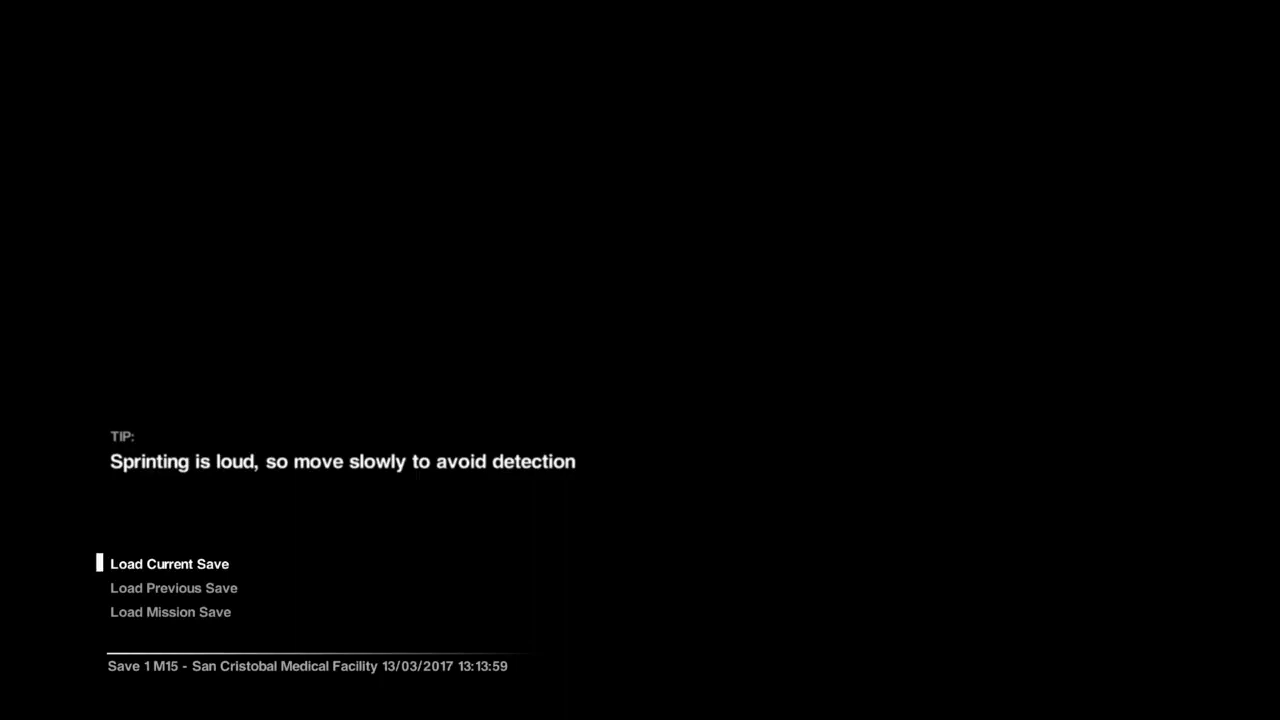 TIP:
Sprinting is loud, so move slowly to avoid detection
Load Current Save
Load Previous Save
Load Mission Save
Save 1 M15 - San Cristobal Medical Facility 13/03/2017 13:13:59